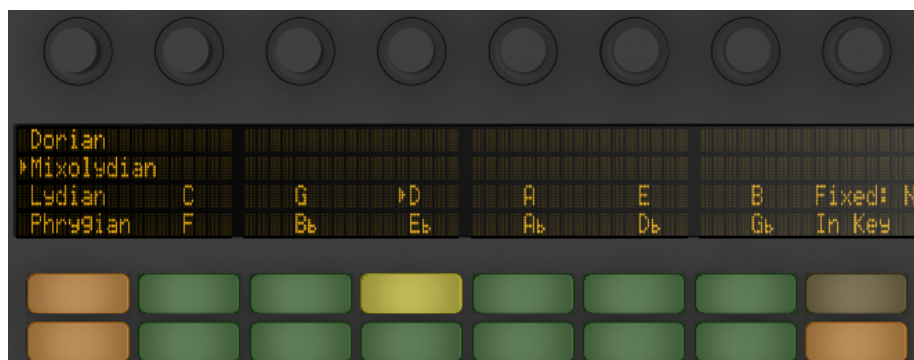 Dorian
▸Mixolydian
Lydian C G ▸D A E B Fixed: N
Phrygian F B♭ E♭ A♭ D♭ G♭ In Key